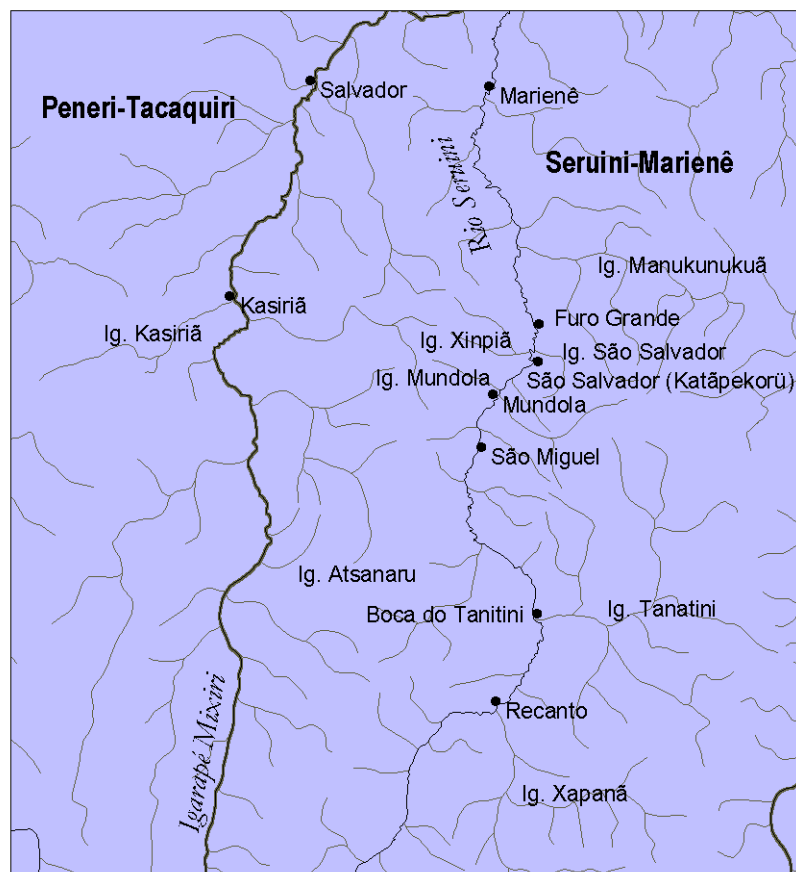 Salvador
Marienê
Peneri-Tacaquiri
Seruini-Marienê
Rio Seruini
Ig. Manukunukuã
Kasiriã
Furo Grande
Ig. Kasiriã
Ig. Xinpiã
Ig. São Salvador
Ig. Mundola
São Salvador (Katãpekorü)
Mundola
São Miguel
Ig. Atsanaru
Boca do Tanitini
Ig. Tanatini
Igarapé Mixiri
Recanto
Ig. Xapanã